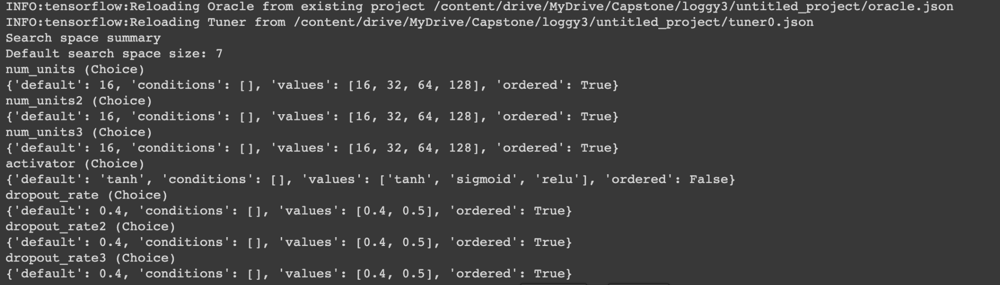 INFO:tensorflow:Reloading Oracle from existing project /content/drive/MyDrive/Capstone/loggy3/untitled_project/oracle.json
INFO:tensorflow:Reloading Tuner from /content/drive/MyDrive/Capstone/loggy3/untitled_project/tuner0.json
Search space summary
Default search space size: 7
num_units (Choice)
{'default': 16, 'conditions': [], 'values': [16, 32, 64, 128], 'ordered': True}
num_units2 (Choice)
{'default': 16, 'conditions': [], 'values': [16, 32, 64, 128], 'ordered': True}
num_units3 (Choice)
{'default': 16, 'conditions': [], 'values': [16, 32, 64, 128], 'ordered': True}
activator (Choice)
{'default': 'tanh', 'conditions': [], 'values': ['tanh', 'sigmoid', 'relu'], 'ordered': False}
dropout_rate (Choice)
{'default': 0.4, 'conditions': [], 'values': [0.4, 0.5], 'ordered': True}
dropout_rate2 (Choice)
{'default': 0.4, 'conditions': [], 'values': [0.4, 0.5], 'ordered': True}
dropout_rate3 (Choice)
{'default': 0.4, 'conditions': [], 'values': [0.4, 0.5], 'ordered': True}